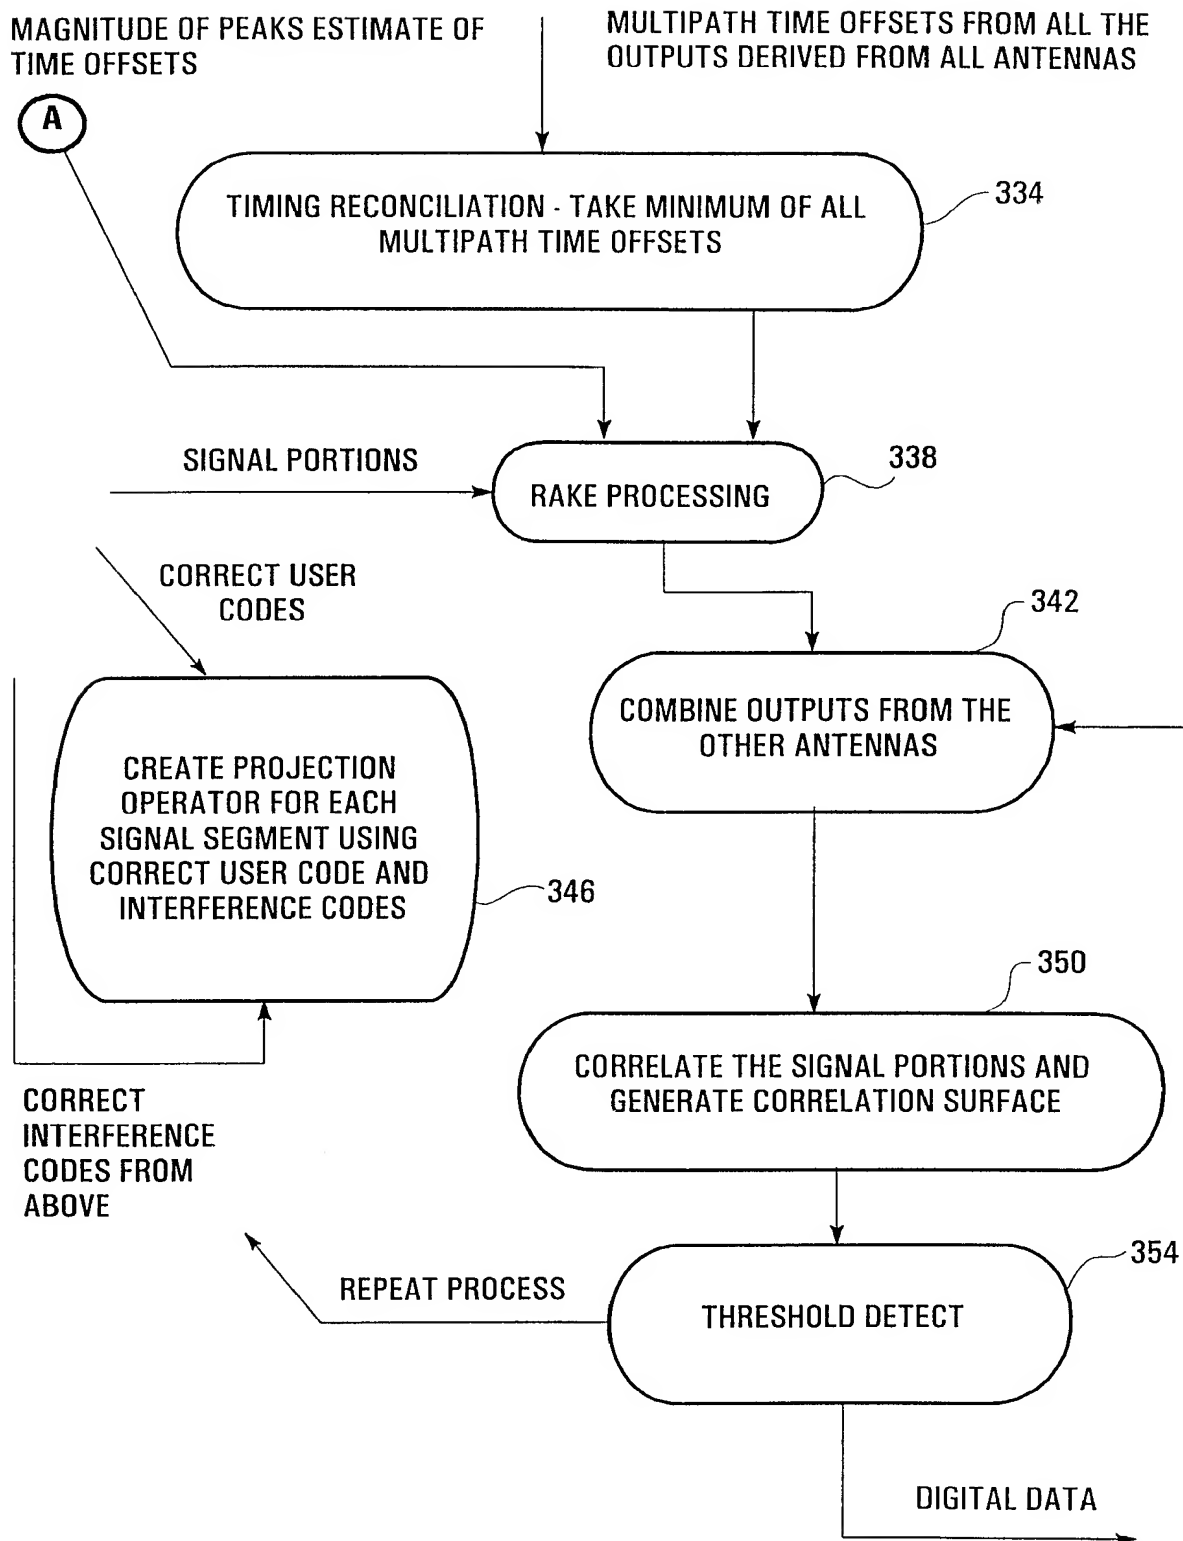 MAGNITUDE OF PEAKS ESTIMATE OF
TIME OFFSETS
MULTIPATH TIME OFFSETS FROM ALL THE
OUTPUTS DERIVED FROM ALL ANTENNAS
A
TIMING RECONCILIATION - TAKE MINIMUM OF ALL
MULTIPATH TIME OFFSETS
334
SIGNAL PORTIONS
RAKE PROCESSING
338
CORRECT USER
CODES
342
COMBINE OUTPUTS FROM THE
OTHER ANTENNAS
CREATE PROJECTION
OPERATOR FOR EACH
SIGNAL SEGMENT USING
CORRECT USER CODE AND
INTERFERENCE CODES
346
350
CORRELATE THE SIGNAL PORTIONS AND
GENERATE CORRELATION SURFACE
CORRECT
INTERFERENCE
CODES FROM
ABOVE
354
REPEAT PROCESS
THRESHOLD DETECT
DIGITAL DATA